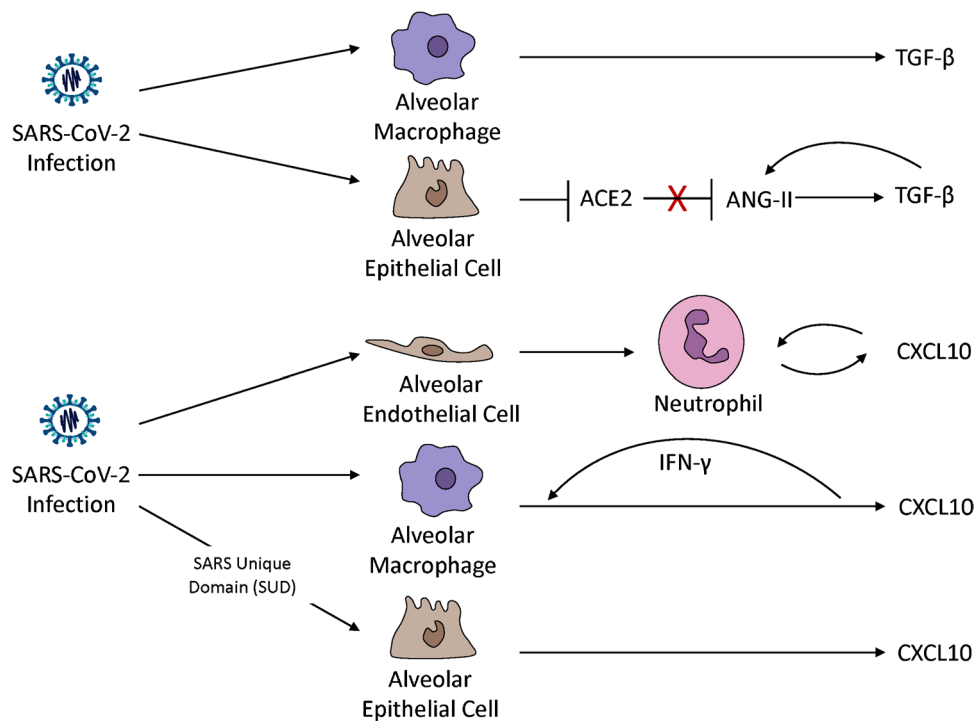 SARS-CoV-2
Infection
Alveolar
Macrophage
TGF-β
Alveolar
Epithelial Cell
ACE2
X
ANG-II
TGF-β
SARS-CoV-2
Infection
Alveolar
Endothelial Cell
Neutrophil
CXCL10
Alveolar
Macrophage
IFN-γ
CXCL10
SARS Unique
Domain (SUD)
Alveolar
Epithelial Cell
CXCL10